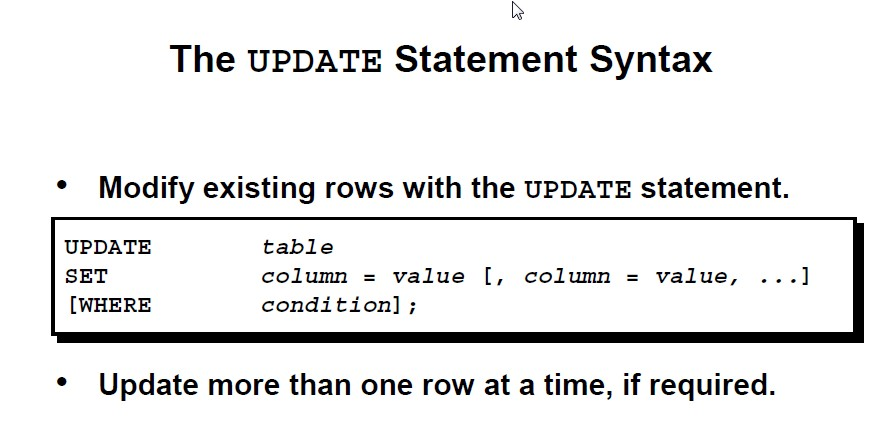 The UPDATE Statement Syntax
• Modify existing rows with the UPDATE statement.
UPDATE table
SET column = value [, column = value, ...]
[WHERE condition];
• Update more than one row at a time, if required.